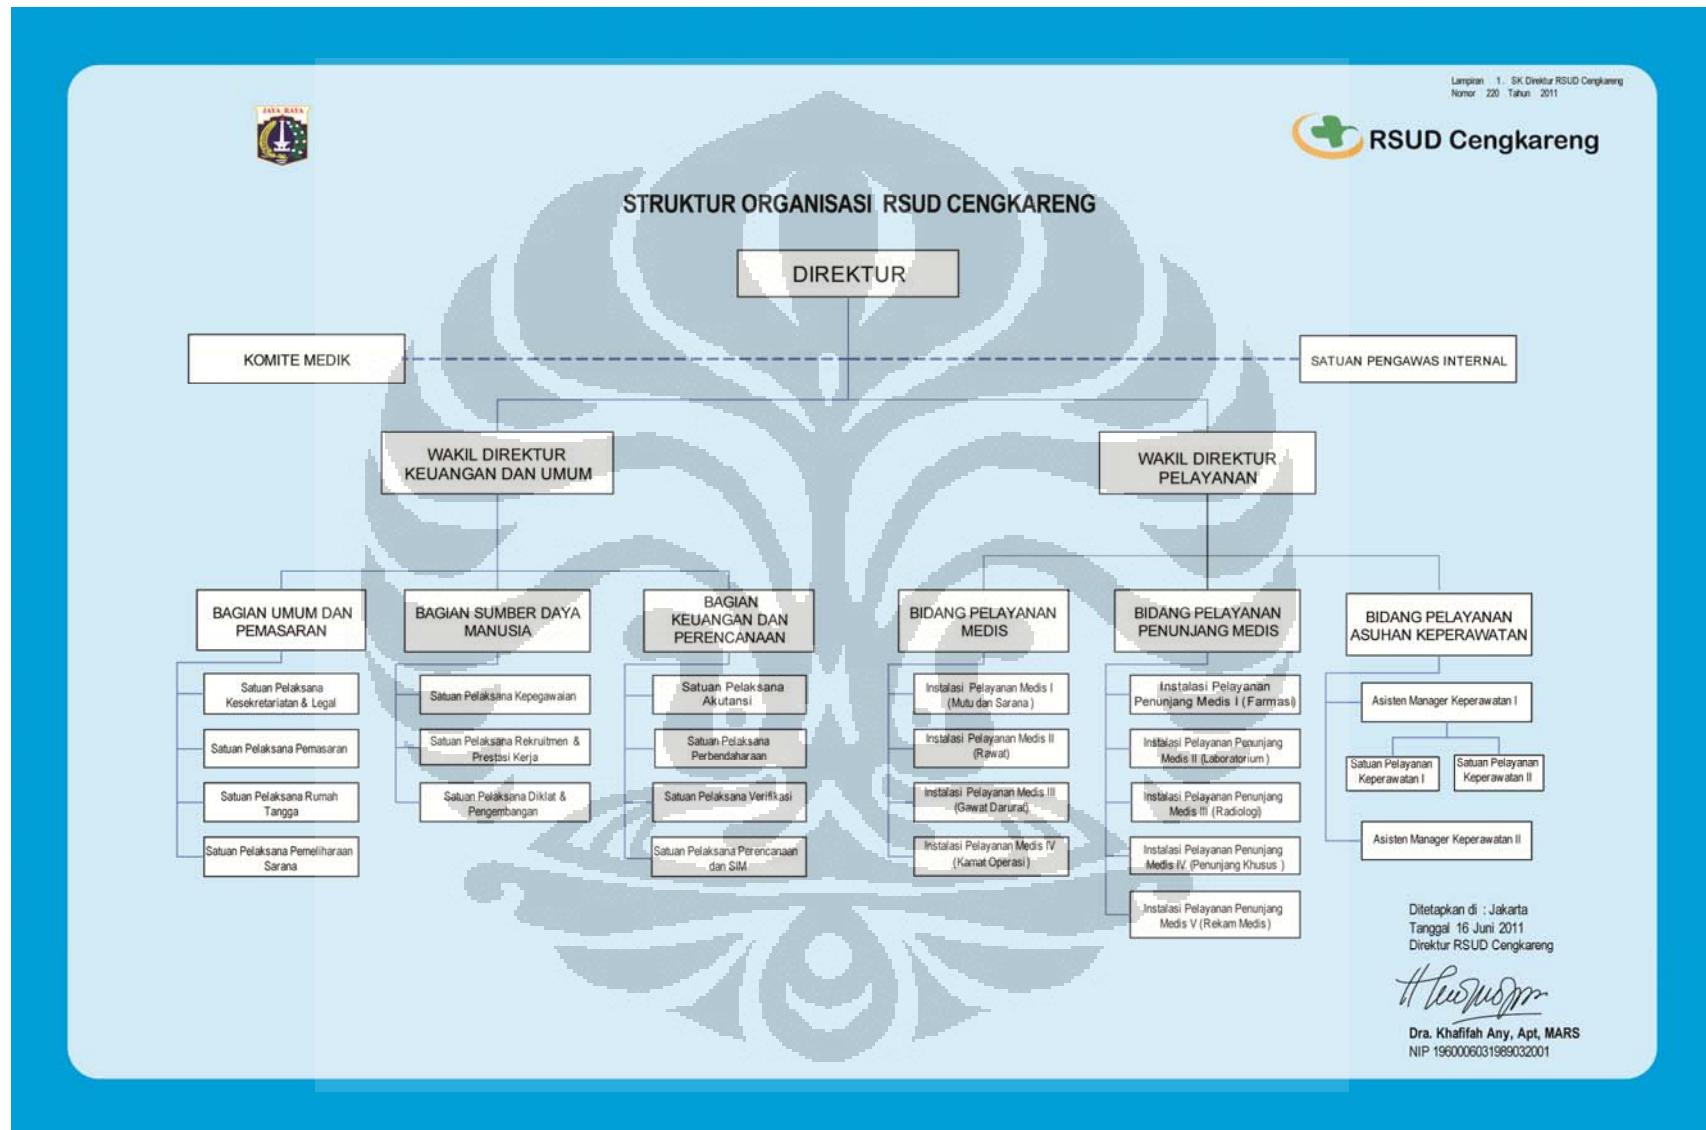 Lampiran 1. SK Direktur RSUD Cengkareng
Nomor 220 Tahun 2011
JAYA RAYA
RSUD Cengkareng
STRUKTUR ORGANISASI RSUD CENGKARENG
DIREKTUR
KOMITE MEDIK
SATUAN PENGAWAS INTERNAL
WAKIL DIREKTUR
KEUANGAN DAN UMUM
WAKIL DIREKTUR
PELAYANAN
BAGIAN UMUM DAN
PEMASARAN
BAGIAN SUMBER DAYA
MANUSIA
BAGIAN
KEUANGAN DAN
PERENCANAAN
BIDANG PELAYANAN
MEDIS
BIDANG PELAYANAN
PENUNJANG MEDIS
BIDANG PELAYANAN
ASUHAN KEPERAWATAN
Satuan Pelaksana
Kesekretariatan & Legal
Satuan Pelaksana Pemasaran
Satuan Pelaksana Rumah
Tangga
Satuan Pelaksana Pemeliharaan
Sarana
Satuan Pelaksana Kepegawaian
Satuan Pelaksana Rekruitmen &
Prestasi Kerja
Satuan Pelaksana Diklat &
Pengembangan
Satuan Pelaksana
Akutansi
Satuan Pelaksana
Perbendaharaan
Satuan Pelaksana Verifikasi
Satuan Pelaksana Perencanaan
dan SIM
Instalasi Pelayanan Medis I
(Mutu dan Sarana )
Instalasi Pelayanan Medis II
(Rawat)
Instalasi Pelayanan Medis III
(Gawat Darurat)
Instalasi Pelayanan Medis IV
(Kamat Operasi )
Instalasi Pelayanan
Penunjang Medis I (Farmasi)
Instalasi Pelayanan Penunjang
Medis II (Laboratorium )
Instalasi Pelayanan Penunjang
Medis III (Radiologi)
Instalasi Pelayanan Penunjang
Medis IV (Penunjang Khusus )
Instalasi Pelayanan Penunjang
Medis V (Rekam Medis )
Asisten Manager Keperawatan I
Satuan Pelayanan
Keperawatan I
Satuan Pelayanan
Keperawatan II
Asisten Manager Keperawatan II
Ditetapkan di : Jakarta
Tanggal 16 Juni 2011
Direktur RSUD Cengkareng
Dra. Khafifah Any, Apt, MARS
NIP 1960006031989032001